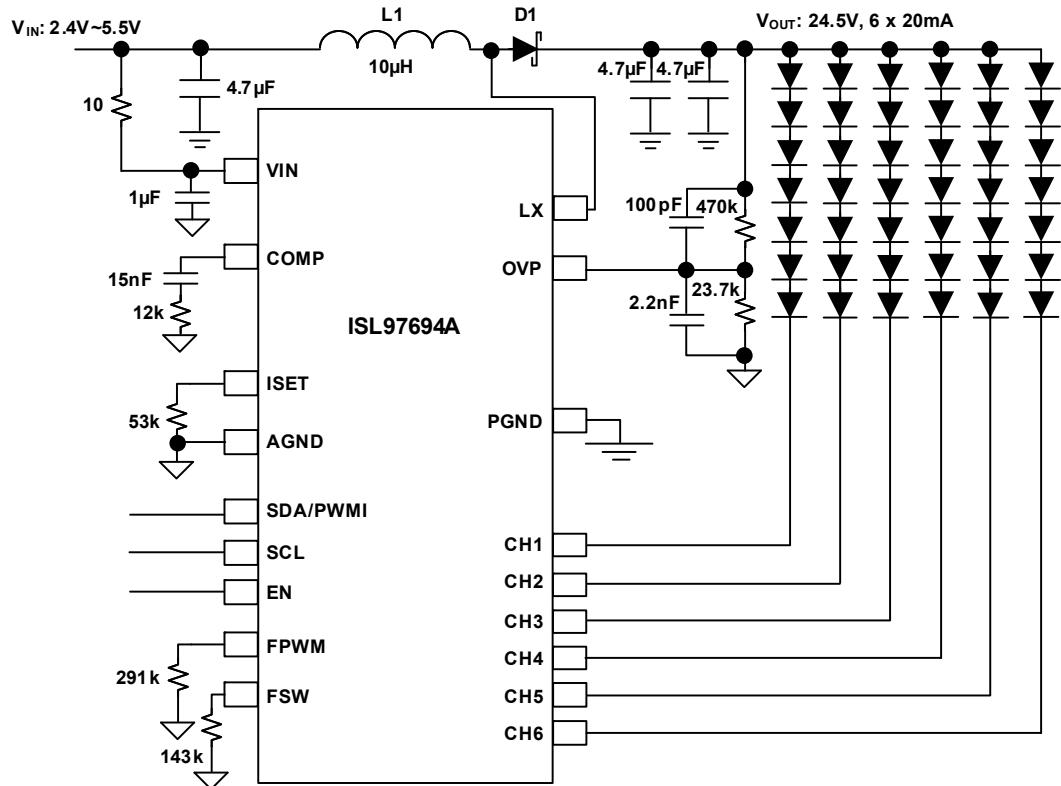 V_IN: 2.4V~5.5V
L1
10µH
D1
V_OUT: 24.5V, 6 x 20mA
10
4.7µF
4.7µF
4.7µF
1µF
VIN
LX
100pF
470k
COMP
15nF
12k
OVP
2.2nF
23.7k
ISL97694A
ISET
53k
AGND
PGND
SDA/PWMI
SCL
EN
FPWM
291k
FSW
143k
CH1
CH2
CH3
CH4
CH5
CH6